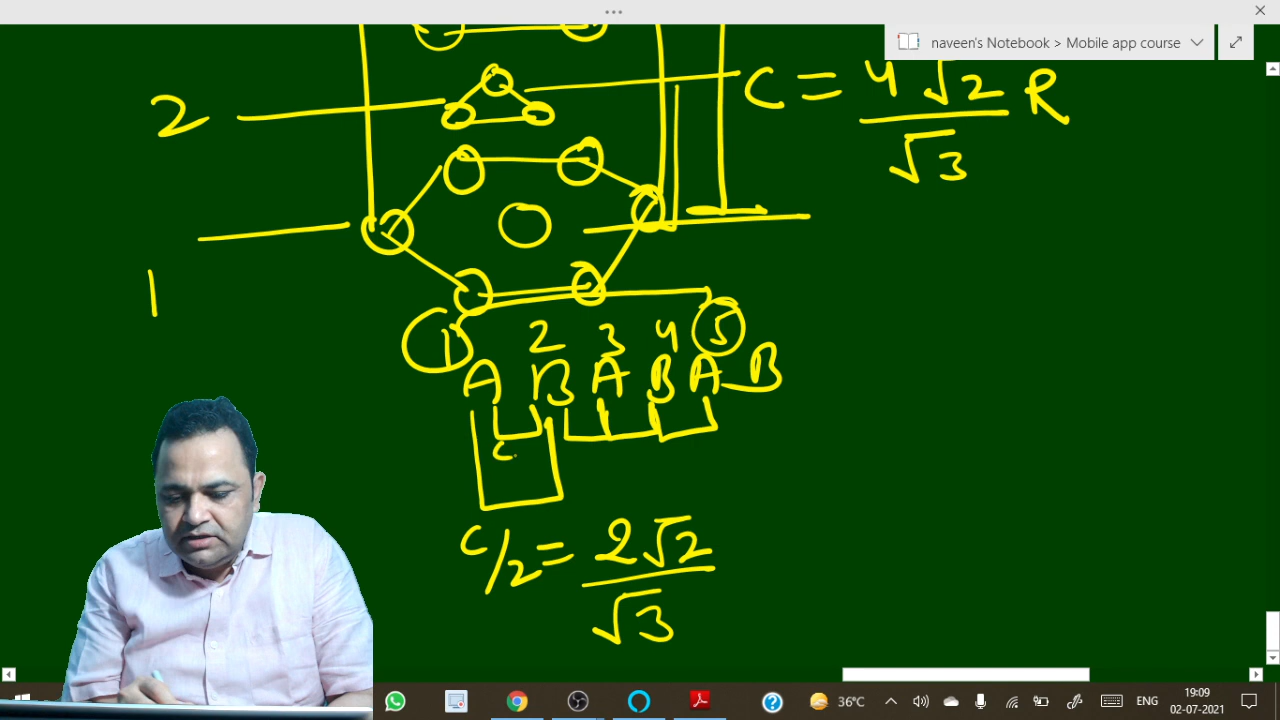 naveen's Notebook > Mobile app course
2
C = 4√2/√3 R
1
1 2 3 4 5
A B A B A B
C/2 = 2√2/√3
36°C
ENG
19:09
02-07-2021